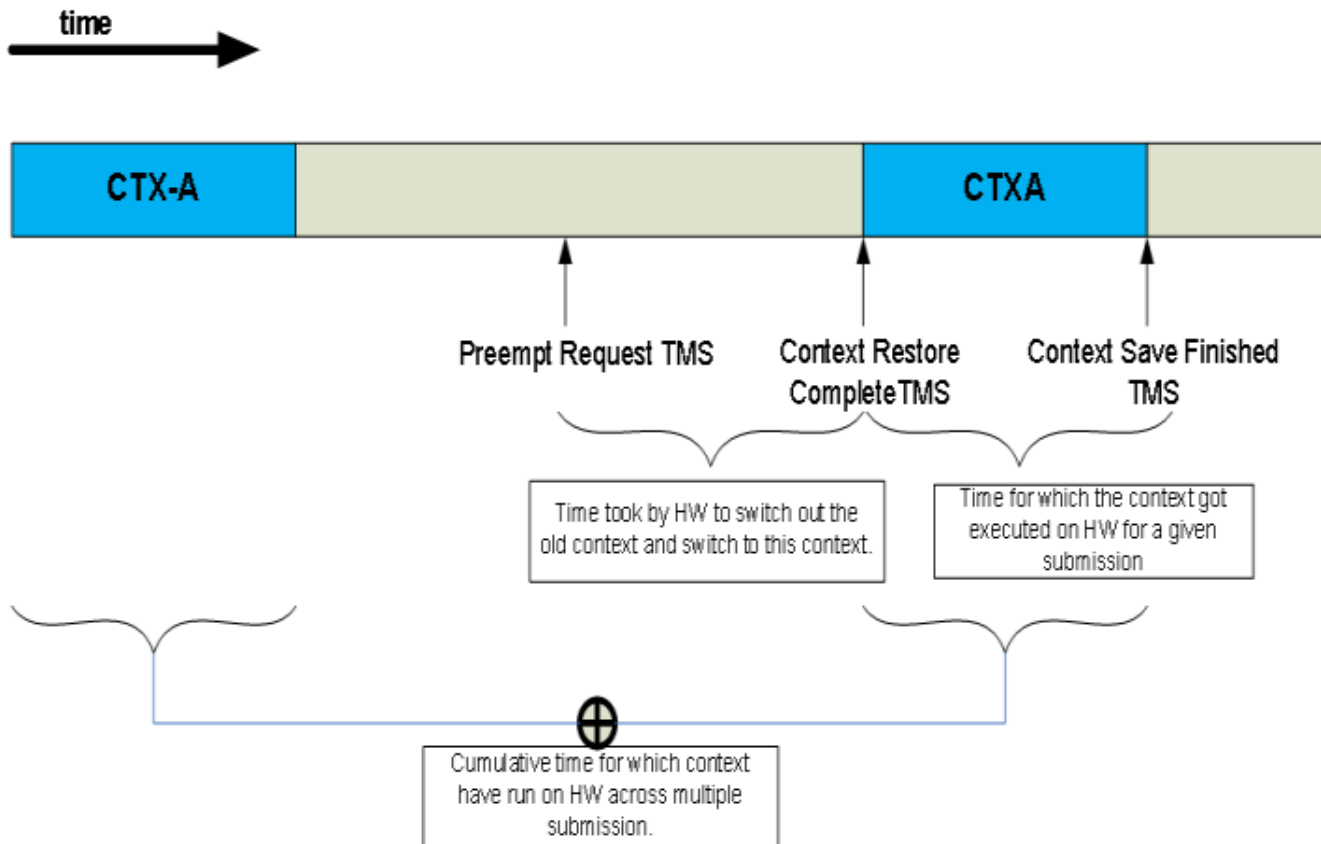 time
CTX-A
CTXA
Preempt Request TMS
Context Restore
CompleteTMS
Context Save Finished
TMS
Time took by HW to switch out the
old context and switch to this context.
Time for which the context got
executed on HW for a given
submission
Cumulative time for which context
have run on HW across multiple
submission.